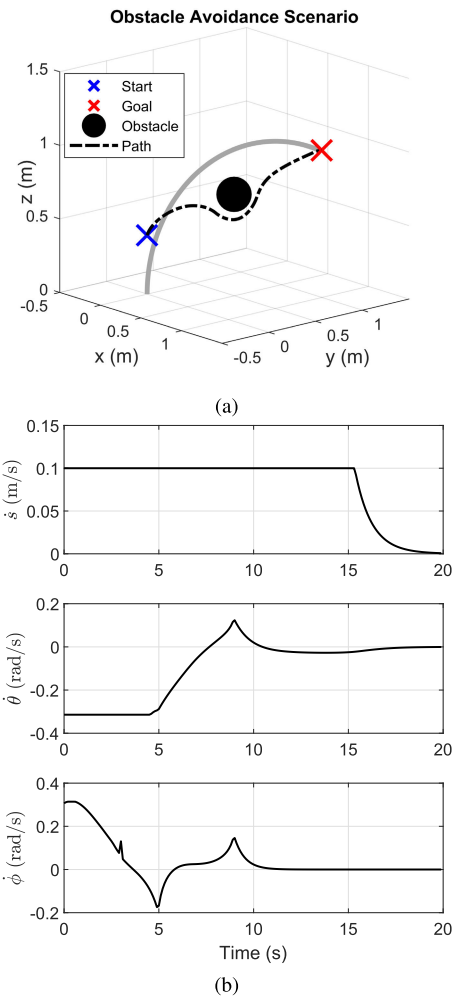 Obstacle Avoidance Scenario
1.5
Start
Goal
Obstacle
Path
1
z (m)
0.5
0
-0.5
0
0.5
1
x (m)
-0.5
0
0.5
1
y (m)
(a)
0.15
0.1
0.05
0
ṡ (m/s)
0 5 10 15 20
0.2
0
-0.2
-0.4
θ̇ (rad/s)
0 5 10 15 20
0.4
0.2
0
-0.2
ϕ̇ (rad/s)
0 5 10 15 20
Time (s)
(b)